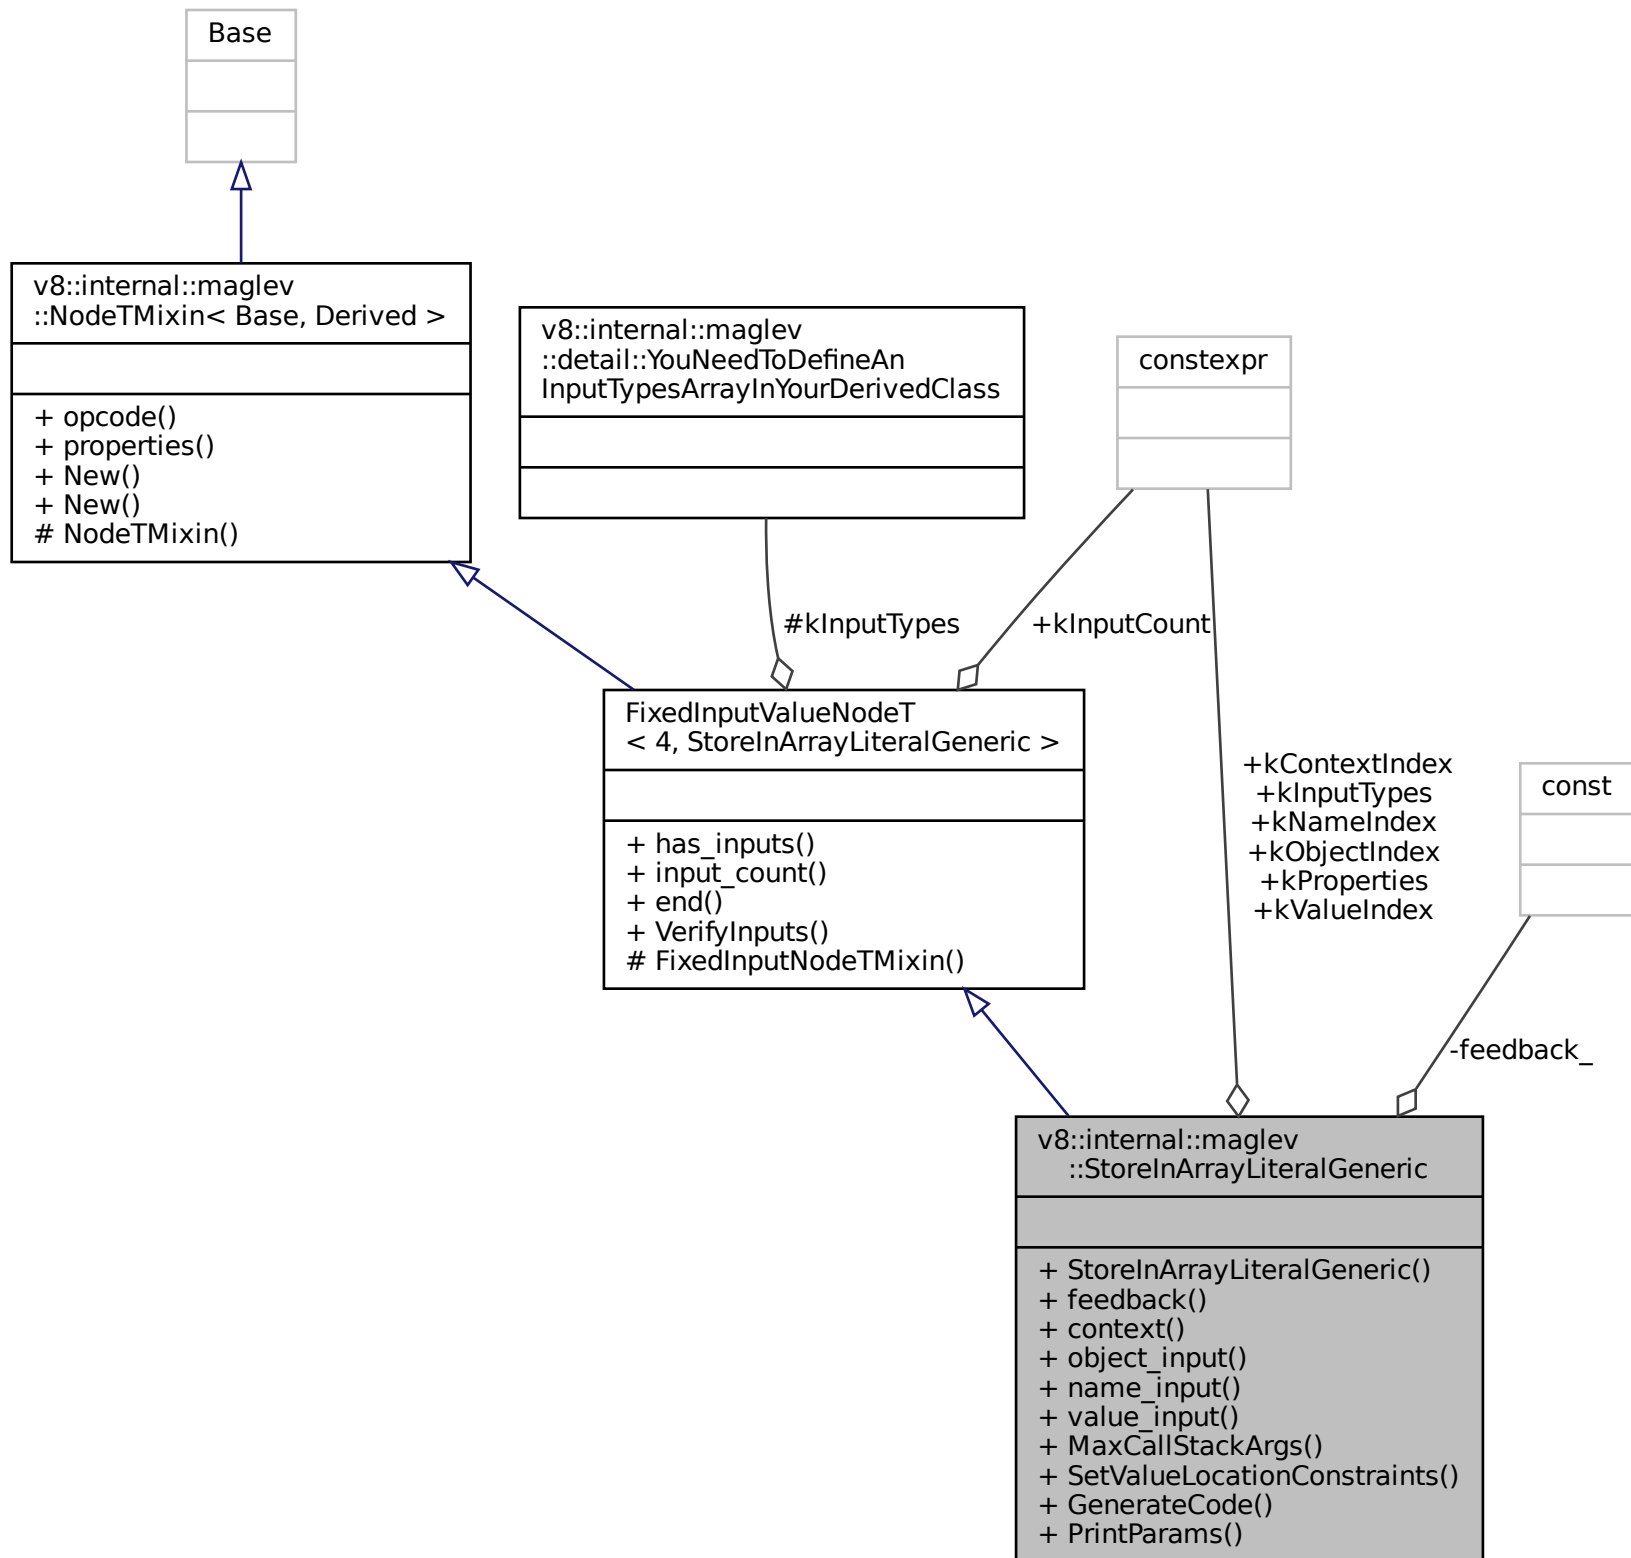 Base
v8::internal::maglev
::NodeTMixin< Base, Derived >
+ opcode()
+ properties()
+ New()
+ New()
# NodeTMixin()
v8::internal::maglev
::detail::YouNeedToDefineAn
InputTypesArrayInYourDerivedClass
constexpr
#kInputTypes
+kInputCount
FixedInputValueNodeT
< 4, StoreInArrayLiteralGeneric >
+ has_inputs()
+ input_count()
+ end()
+ VerifyInputs()
# FixedInputNodeTMixin()
+kContextIndex
+kInputTypes
+kNameIndex
+kObjectIndex
+kProperties
+kValueIndex
const
-feedback_
v8::internal::maglev
::StoreInArrayLiteralGeneric
+ StoreInArrayLiteralGeneric()
+ feedback()
+ context()
+ object_input()
+ name_input()
+ value_input()
+ MaxCallStackArgs()
+ SetValueLocationConstraints()
+ GenerateCode()
+ PrintParams()